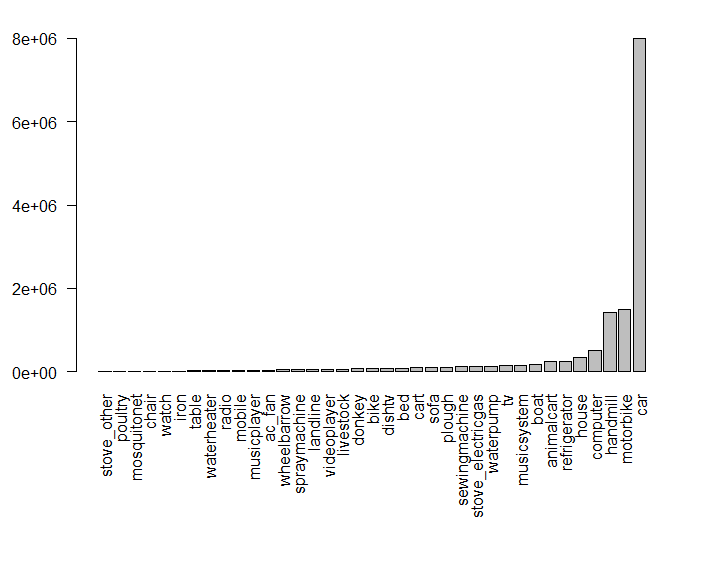 8e+06
6e+06
4e+06
2e+06
0e+00
stove_other
poultry
mosquitonet
chair
watch
iron
table
waterheater
radio
mobile
musicplayer
ac_fan
wheelbarrow
spraymachine
landline
videoplayer
livestock
donkey
bike
dishtv
bed
cart
sofa
plough
sewingmachine
stove_electricgas
waterpump
tv
musicsystem
boat
animalcart
refrigerator
house
computer
handmill
motorbike
car